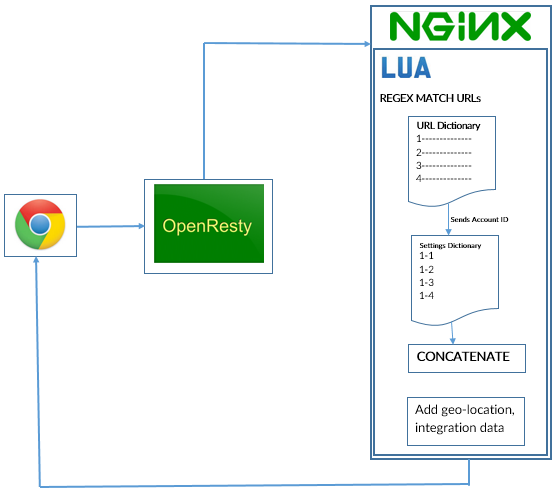 NGiNX
LUA
REGEX MATCH URLs
URL Dictionary
1--------------
2--------------
3--------------
4--------------
Sends Account ID
OpenResty
Settings Dictionary
1-1
1-2
1-3
1-4
CONCATENATE
Add geo-location,
integration data